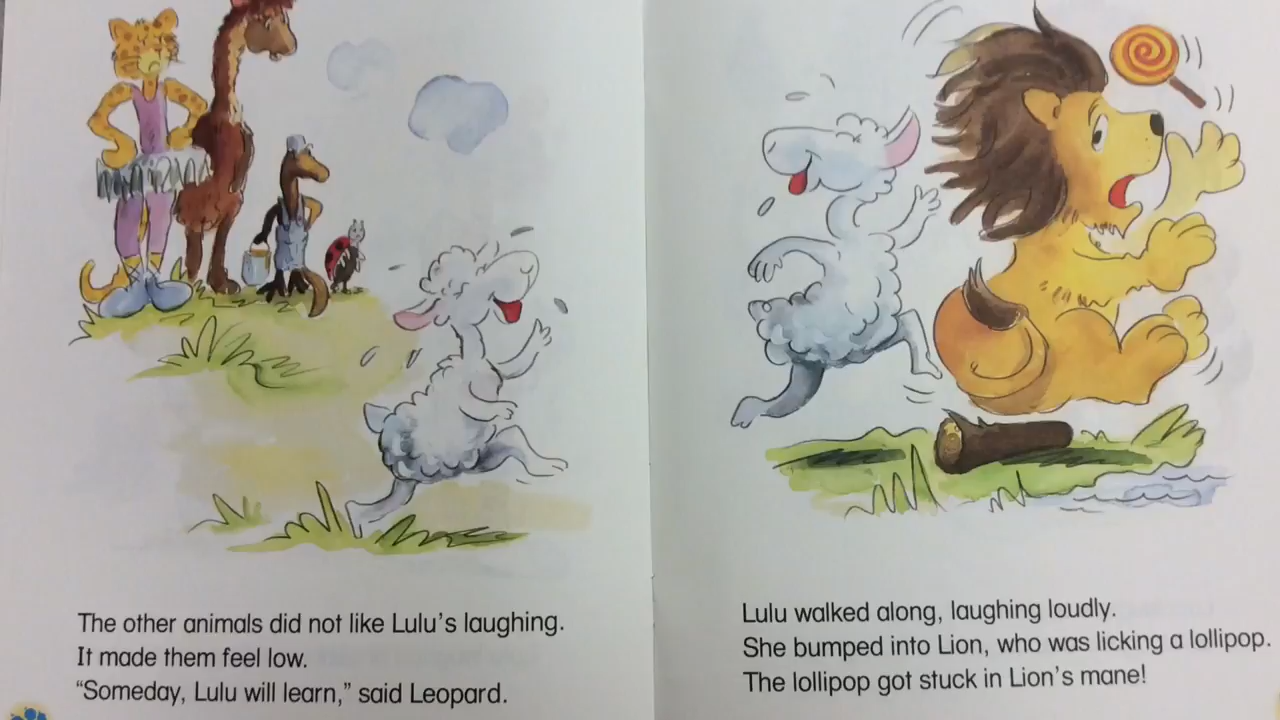 The other animals did not like Lulu's laughing.
It made them feel low.
"Someday, Lulu will learn," said Leopard.
Lulu walked along, laughing loudly.
She bumped into Lion, who was licking a lollipop.
The lollipop got stuck in Lion's mane!